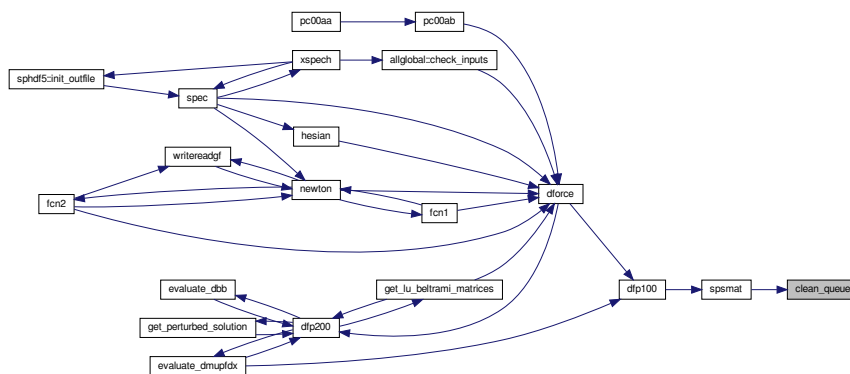 pc00aa
pc00ab
xspech
allglobal::check_inputs
sphdf5::init_outfile
spec
hesian
writereadgf
newton
dforce
fcn2
fcn1
evaluate_dbb
get_lu_beltrami_matrices
dfp100
spsmat
clean_queue
get_perturbed_solution
dfp200
evaluate_dmupfdx